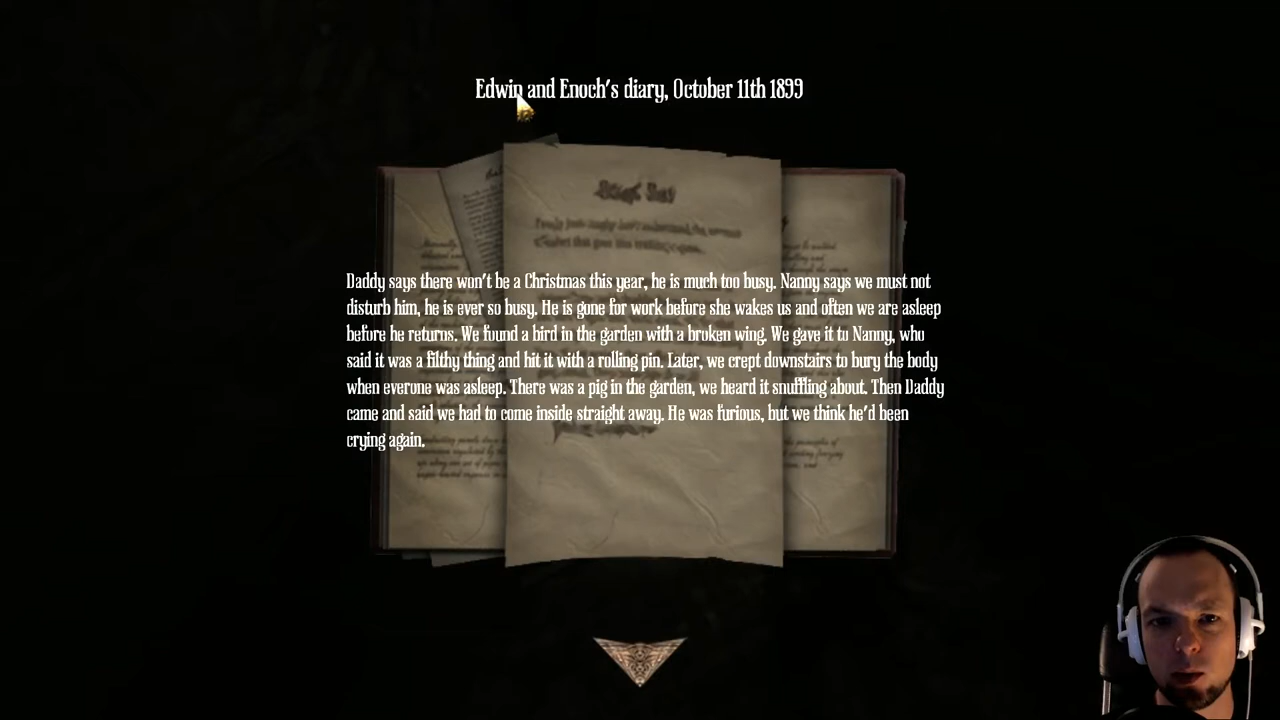 Edwin and Enoch's diary, October 11th 1899
Daddy says there won't be a Christmas this year, he is much too busy. Nanny says we must not
disturb him, he is ever so busy. He is gone for work before she wakes us and often we are asleep
before he returns. We found a bird in the garden with a broken wing. We gave it to Nanny, who
said it was a filthy thing and hit it with a rolling pin. Later, we crept downstairs to bury the body
when everone was asleep. There was a pig in the garden, we heard it snuffling about. Then Daddy
came and said we had to come inside straight away. He was furious, but we think he'd been
crying again.